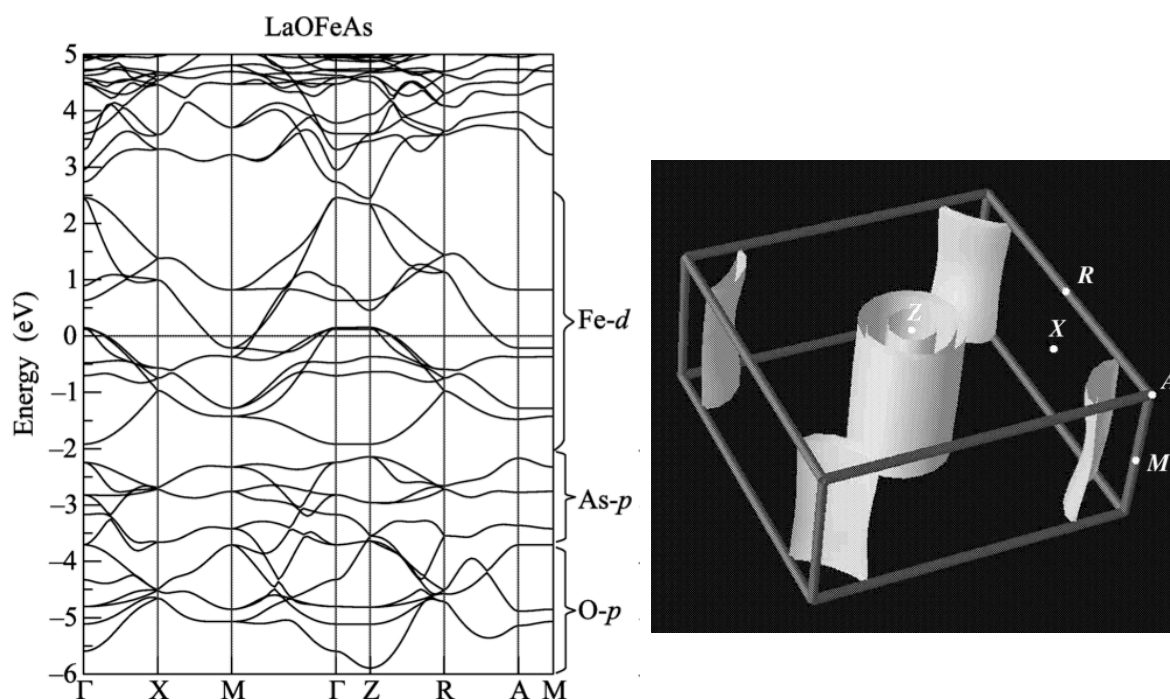 LaOFeAs
Energy (eV)
5
4
3
2
1
0
–1
–2
–3
–4
–5
–6
Γ X M Γ Z R A M
Fe-d
As-p
O-p
Z
R
X
A
M